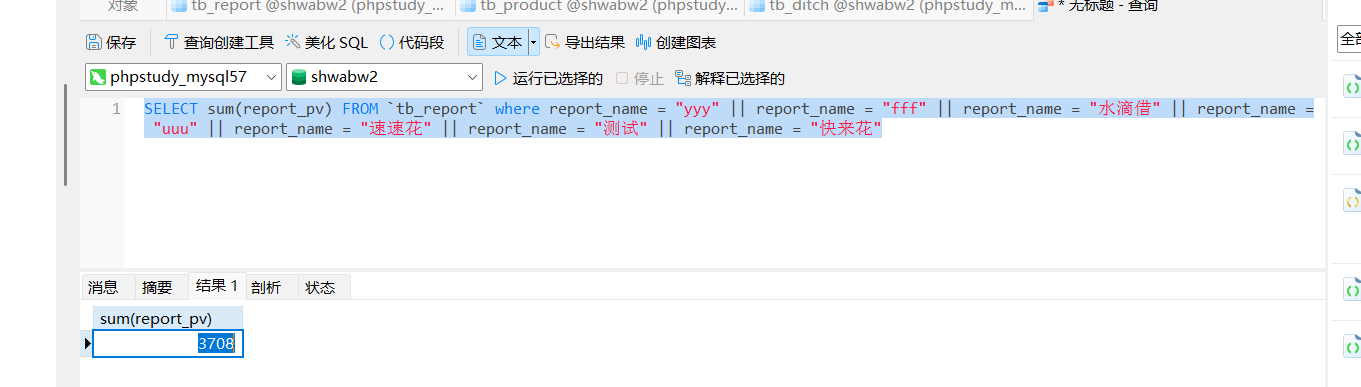 对象 tb_report @shwabw2 (phpstudy_... tb_product @shwabw2 (phpstudy_... tb_ditch @shwabw2 (phpstudy_m... * 无标题 - 查询
保存 查询创建工具 美化 SQL () 代码段 文本 导出结果 创建图表
全部
phpstudy_mysql57 shwabw2 运行已选择的 停止 解释已选择的
1 SELECT sum(report_pv) FROM `tb_report` where report_name = "yyy" || report_name = "fff" || report_name = "水滴借" || report_name =
"uuu" || report_name = "速速花" || report_name = "测试" || report_name = "快来花"
消息 摘要 结果 1 剖析 状态
sum(report_pv)
3708